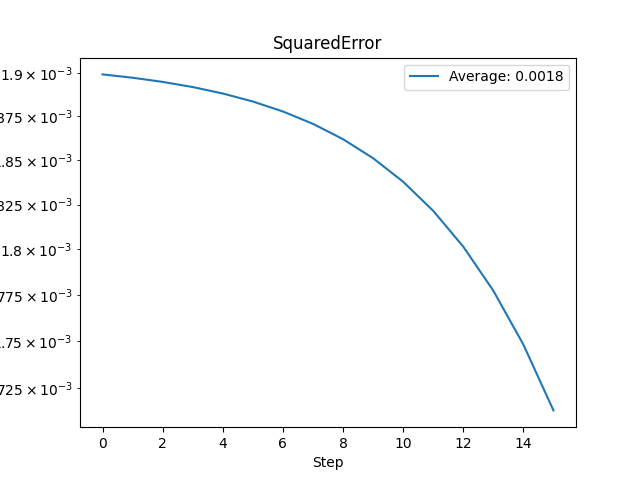 SquaredError
Average: 0.0018
1.9 × 10⁻³
875 × 10⁻³
.85 × 10⁻³
825 × 10⁻³
1.8 × 10⁻³
775 × 10⁻³
.75 × 10⁻³
725 × 10⁻³
0 2 4 6 8 10 12 14
Step